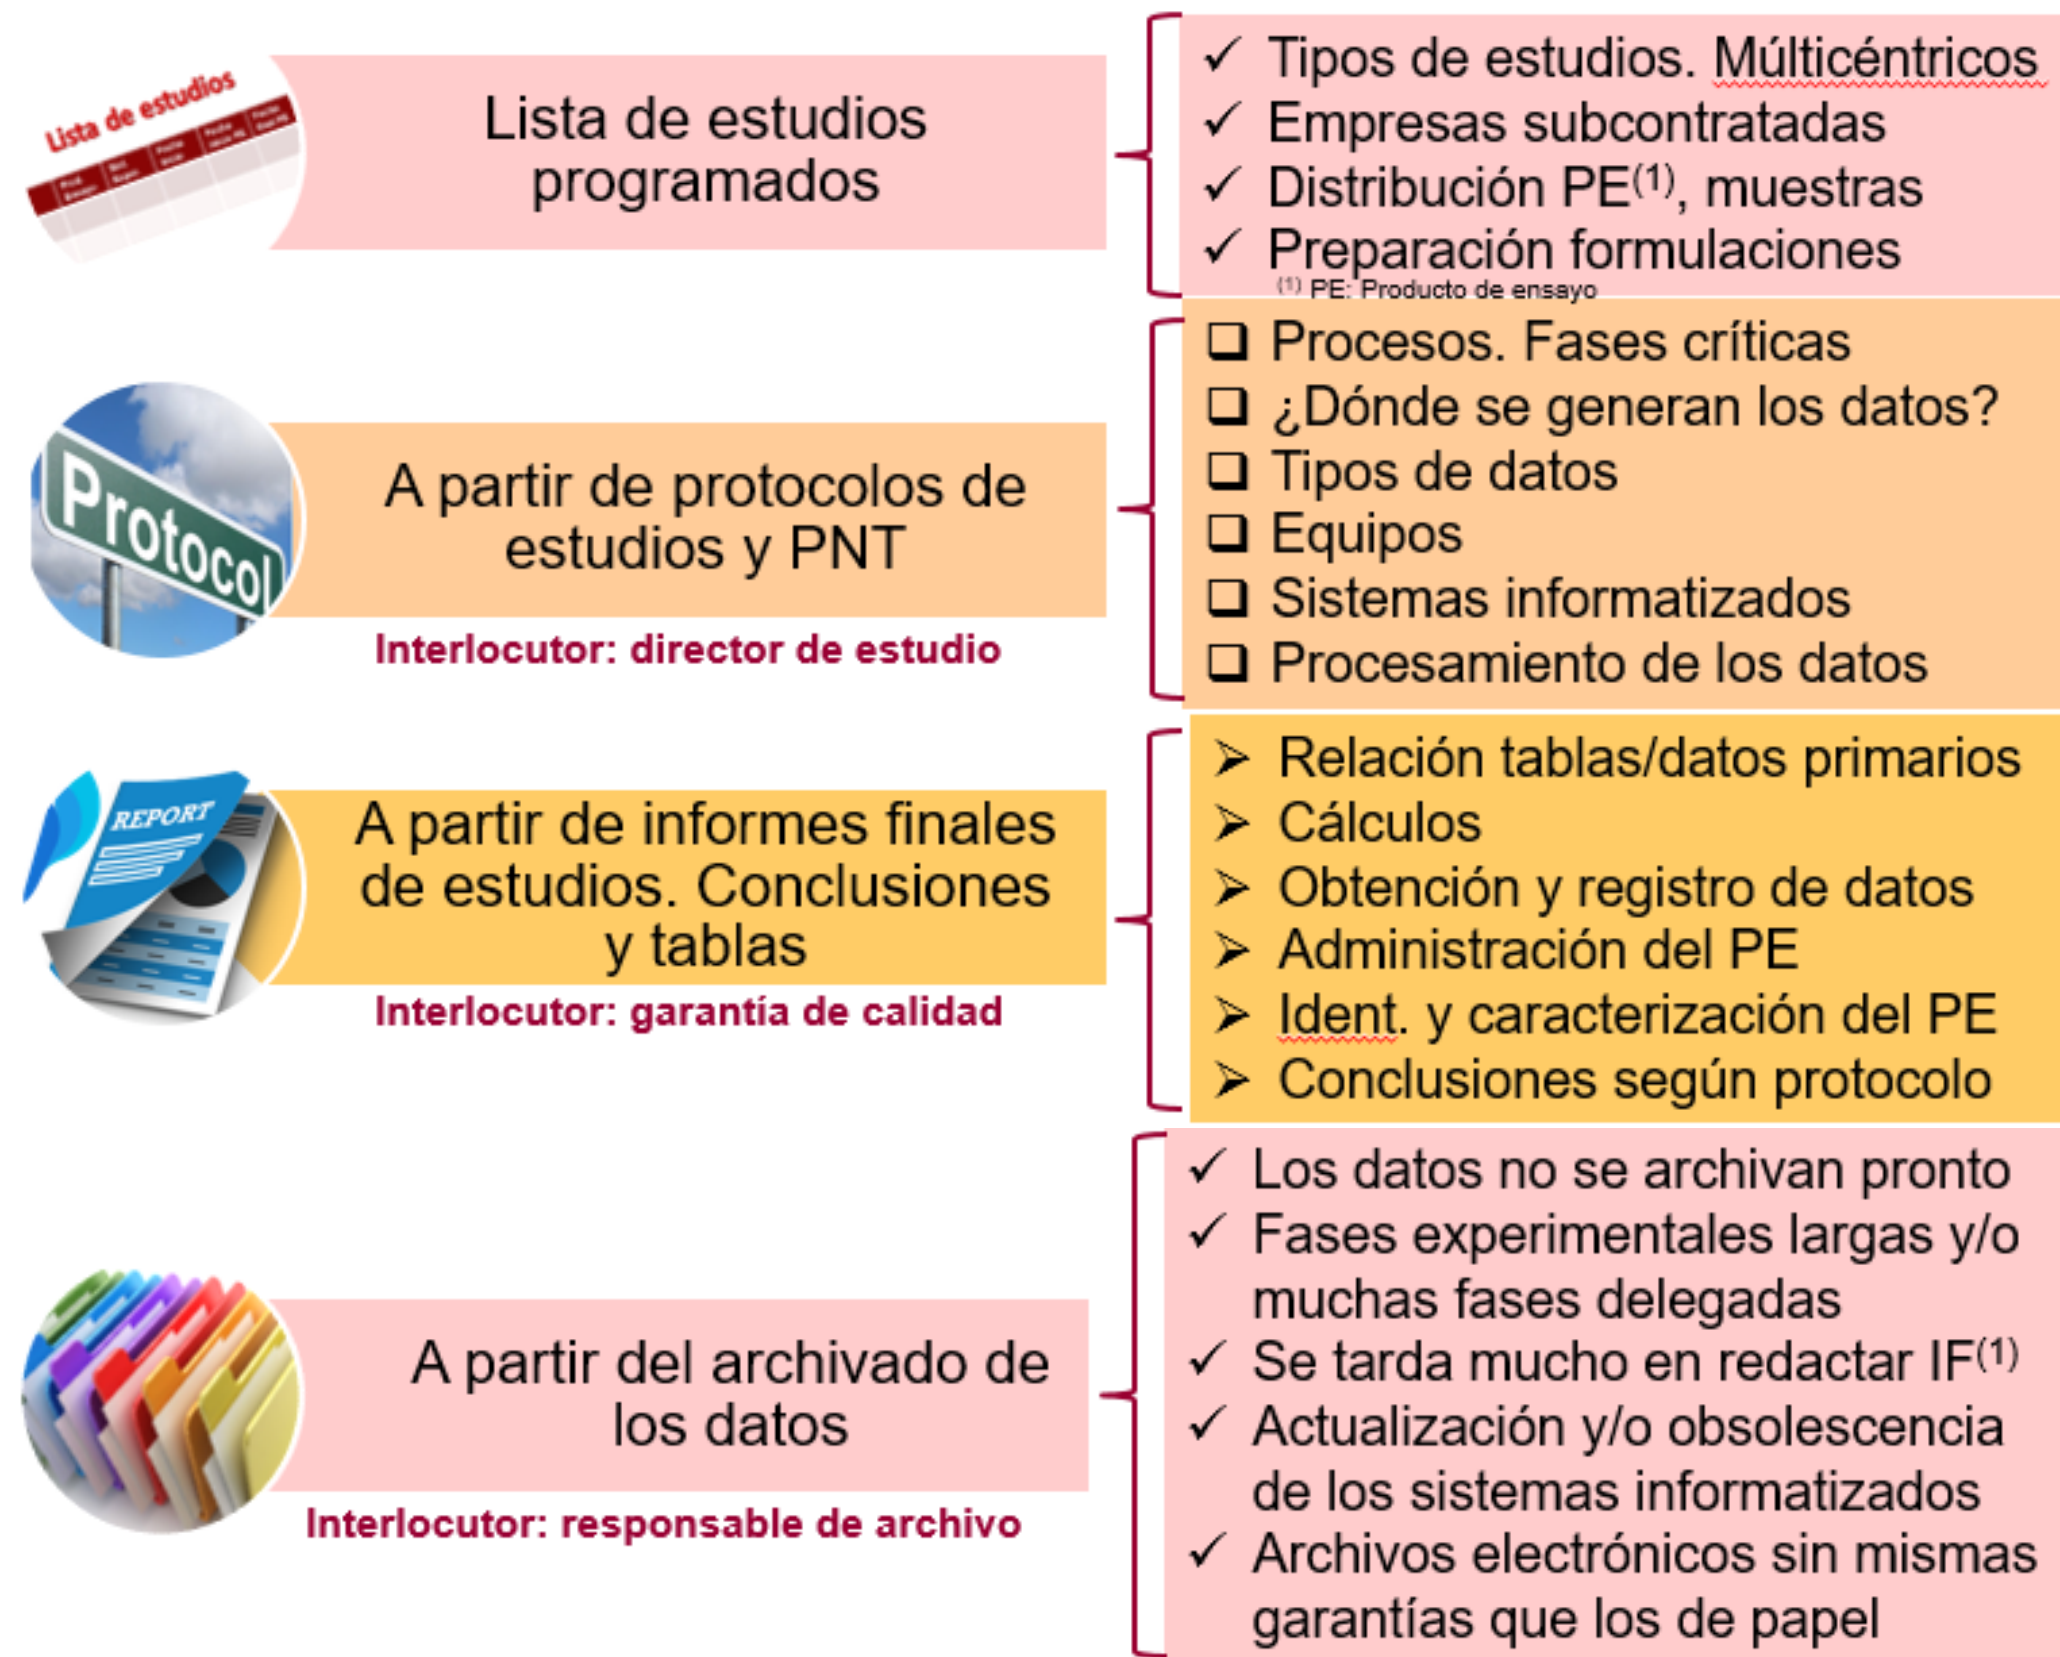 Lista de estudios
Lista de estudios
programados
✓ Tipos de estudios. Múlticéntricos
✓ Empresas subcontratadas
✓ Distribución PE(1), muestras
✓ Preparación formulaciones
(1) PE: Producto de ensayo
Protocol
A partir de protocolos de
estudios y PNT
Interlocutor: director de estudio
❑ Procesos. Fases críticas
❑ ¿Dónde se generan los datos?
❑ Tipos de datos
❑ Equipos
❑ Sistemas informatizados
❑ Procesamiento de los datos
REPORT
A partir de informes finales
de estudios. Conclusiones
y tablas
Interlocutor: garantía de calidad
➢ Relación tablas/datos primarios
➢ Cálculos
➢ Obtención y registro de datos
➢ Administración del PE
➢ Ident. y caracterización del PE
➢ Conclusiones según protocolo
A partir del archivado de
los datos
Interlocutor: responsable de archivo
✓ Los datos no se archivan pronto
✓ Fases experimentales largas y/o
muchas fases delegadas
✓ Se tarda mucho en redactar IF(1)
✓ Actualización y/o obsolescencia
de los sistemas informatizados
✓ Archivos electrónicos sin mismas
garantías que los de papel